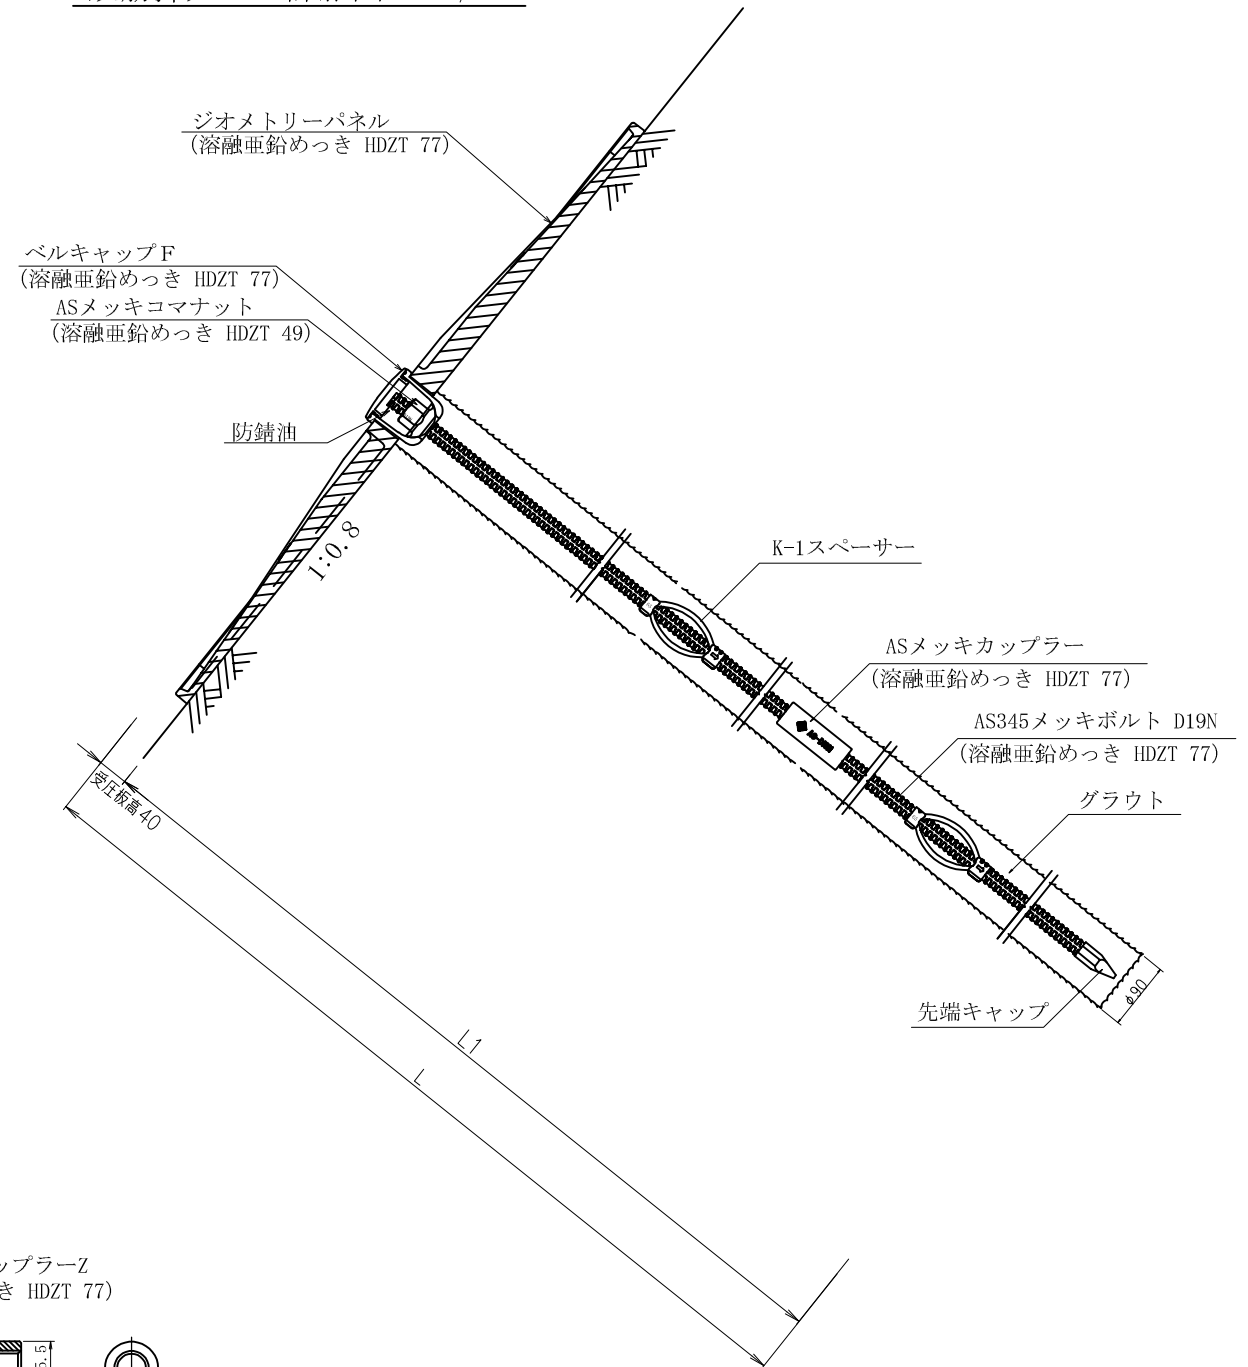 ジオメトリーパネル
(溶融亜鉛めっき HDZT 77)
ベルキャップF
(溶融亜鉛めっき HDZT 77)
ASメッキコマナット
(溶融亜鉛めっき HDZT 49)
防錆油
1:0.8
K-1スペーサー
ASメッキカップラー
(溶融亜鉛めっき HDZT 77)
AS345メッキボルト D19N
(溶融亜鉛めっき HDZT 77)
グラウト
受圧板高40
先端キャップ
φ90
L1
L
ップラーZ
き HDZT 77)
5.5